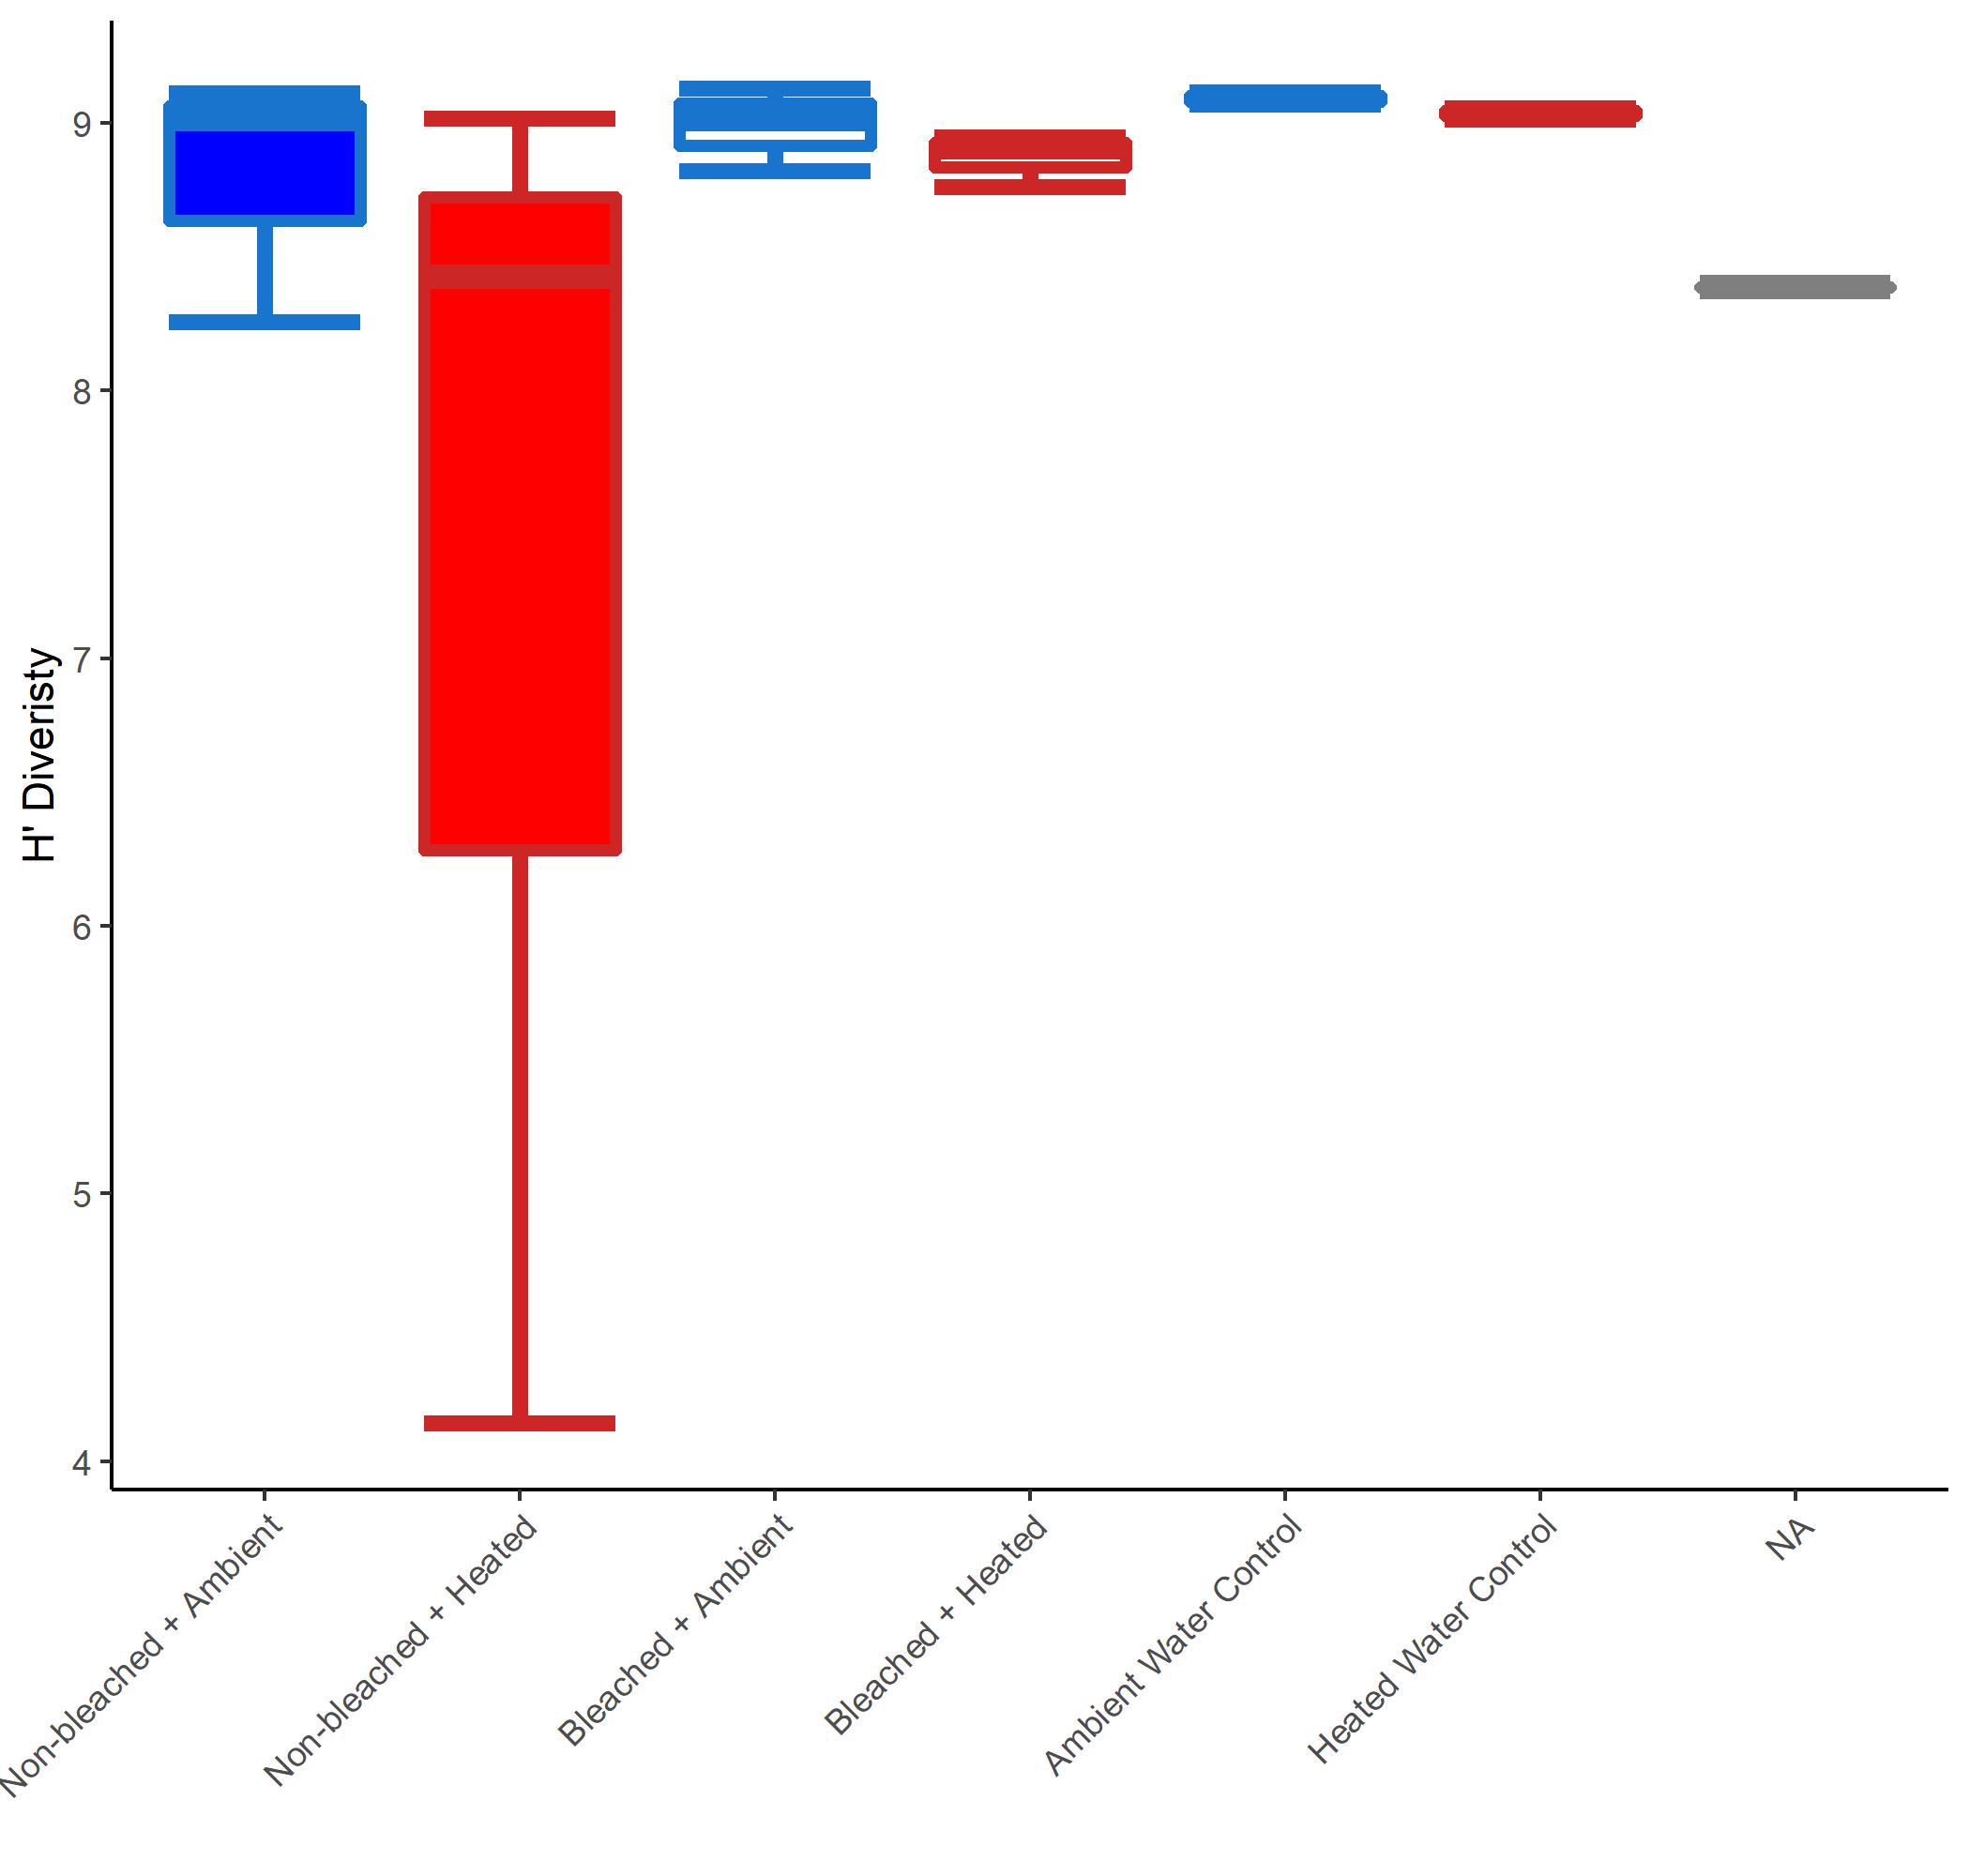 H' Diveristy
9
8
7
6
5
4
Non-bleached + Ambient
Non-bleached + Heated
Bleached + Ambient
Bleached + Heated
Ambient Water Control
Heated Water Control
NA